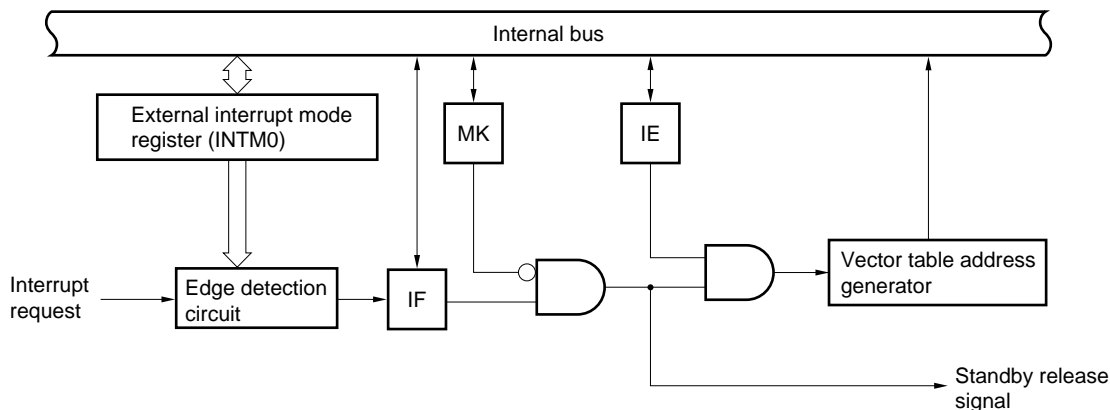 Internal bus
External interrupt mode
register (INTM0)
MK
IE
Interrupt
request
Edge detection
circuit
IF
Vector table address
generator
Standby release
signal